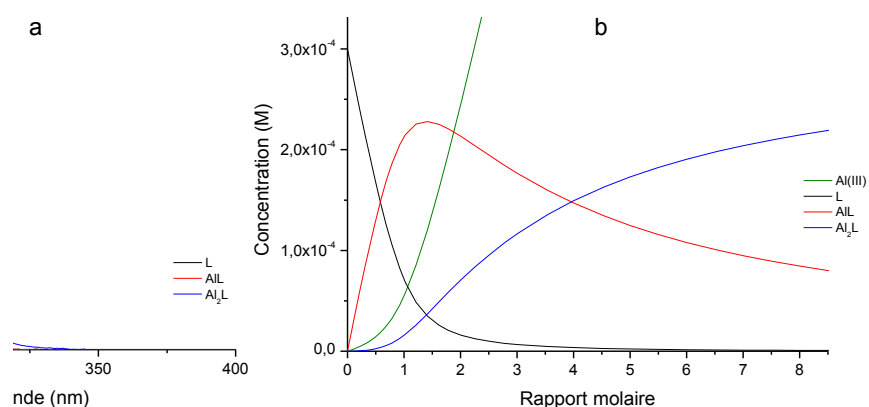 a
L
AlL
Al₂L
350
400
nde (nm)
b
Concentration (M)
3,0x10⁻⁴
2,0x10⁻⁴
1,0x10⁻⁴
0,0
0 1 2 3 4 5 6 7 8
Rapport molaire
Al(III)
L
AlL
Al₂L